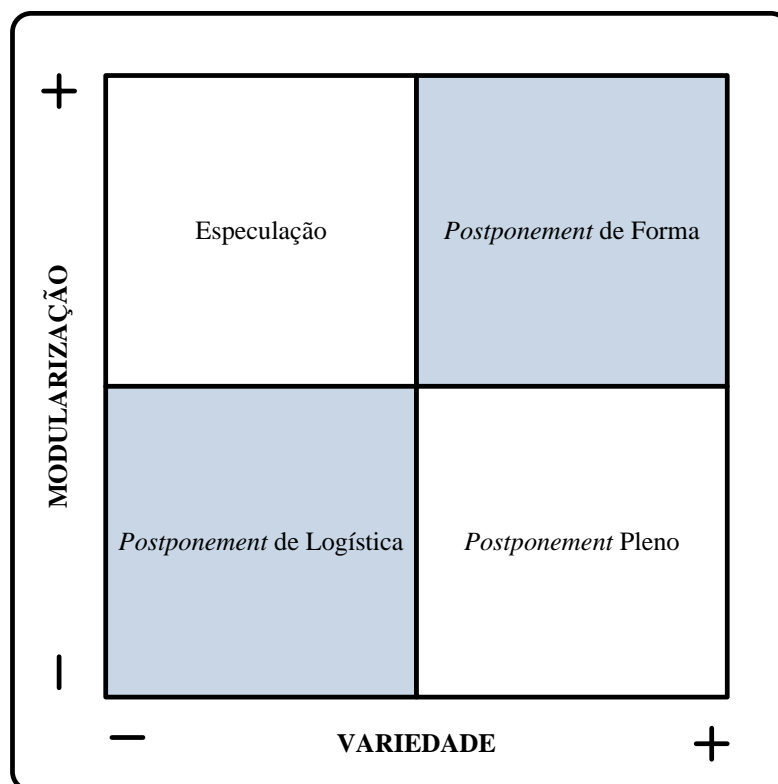 +
MODULARIZAÇÃO
−
Especulação
Postponement de Forma
Postponement de Logística
Postponement Pleno
−
VARIEDADE
+